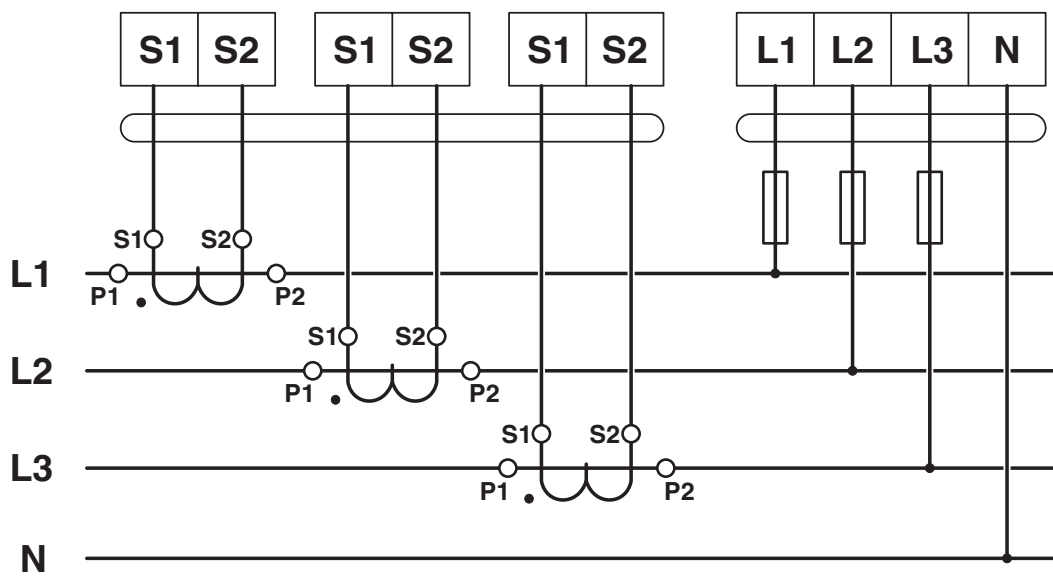 S1 S2 S1 S2 S1 S2 L1 L2 L3 N
S1 S2
L1
P1 P2
S1 S2
L2
P1 P2
S1 S2
L3
P1 P2
N